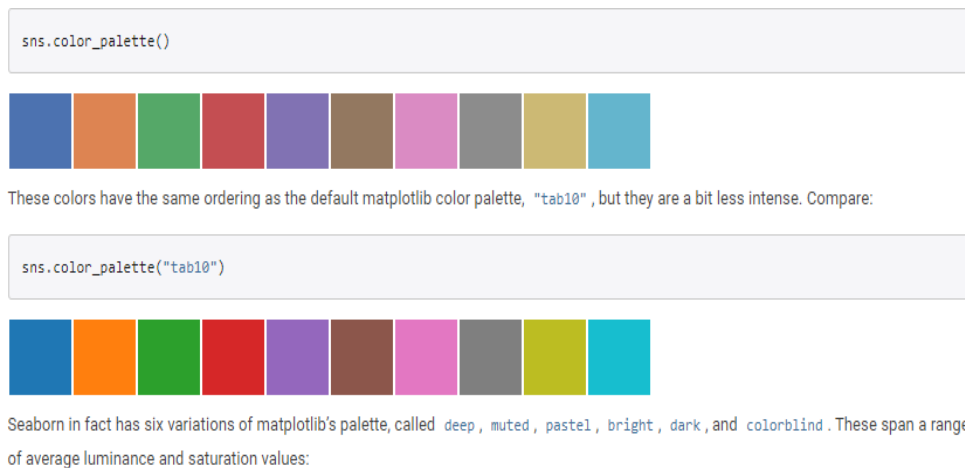 sns.color_palette()
These colors have the same ordering as the default matplotlib color palette, "tab10", but they are a bit less intense. Compare:
sns.color_palette("tab10")
Seaborn in fact has six variations of matplotlib’s palette, called deep, muted, pastel, bright, dark, and colorblind. These span a range
of average luminance and saturation values: